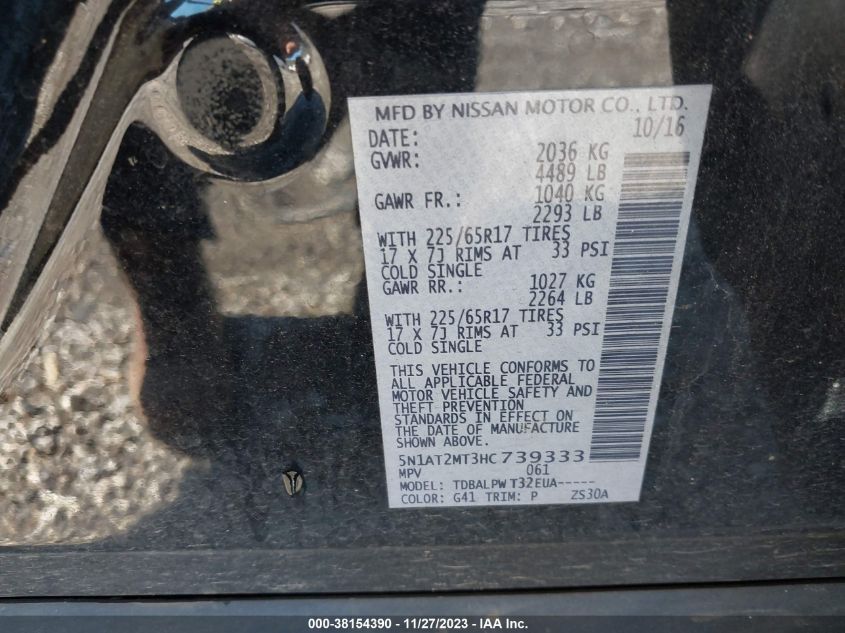 MFD BY NISSAN MOTOR CO., LTD.
DATE: 10/16
GVWR: 2036 KG
4489 LB
GAWR FR.: 1040 KG
2293 LB
WITH 225/65R17 TIRES
17 X 7J RIMS AT 33 PSI
COLD SINGLE
GAWR RR.: 1027 KG
2264 LB
WITH 225/65R17 TIRES
17 X 7J RIMS AT 33 PSI
COLD SINGLE
THIS VEHICLE CONFORMS TO
ALL APPLICABLE FEDERAL
MOTOR VEHICLE SAFETY AND
THEFT PREVENTION
STANDARDS IN EFFECT ON
THE DATE OF MANUFACTURE
SHOWN ABOVE.
5N1AT2MT3HC739333
MPV 061
MODEL: TDBALPW T32EUA-----
COLOR: G41 TRIM: P ZS30A
000-38154390 - 11/27/2023 - © IAA Inc.